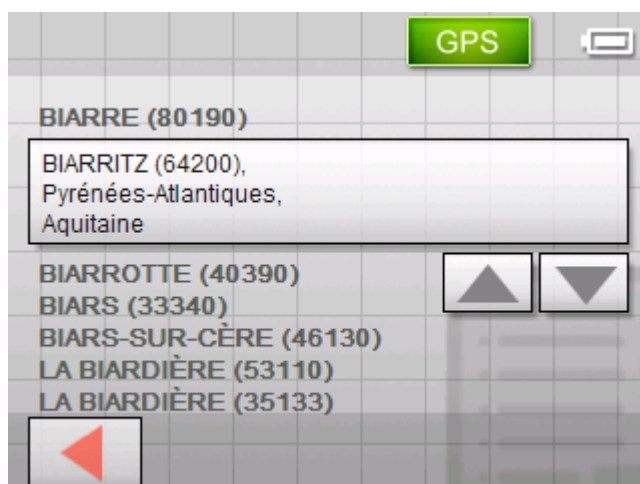 GPS
BIARRE (80190)
BIARRITZ (64200),
Pyrénées-Atlantiques,
Aquitaine
BIARROTTE (40390)
BIARS (33340)
BIARS-SUR-CÈRE (46130)
LA BIARDIÈRE (53110)
LA BIARDIÈRE (35133)